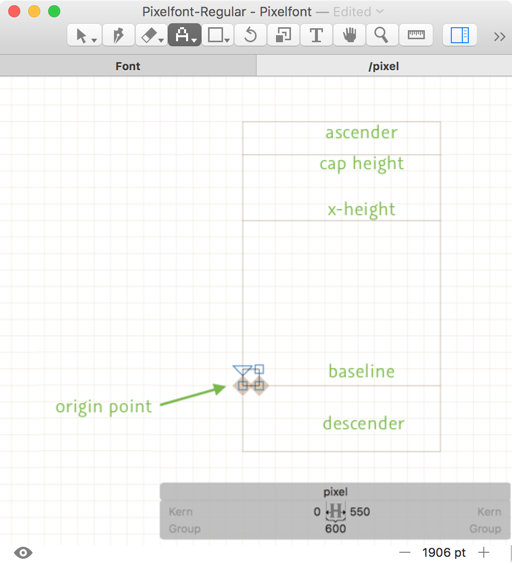 Pixelfont-Regular - Pixelfont — Edited
A
T
Font
/pixel
ascender
cap height
x-height
baseline
origin point
descender
pixel
Kern 0 H 550 Kern
Group 600 Group
1906 pt